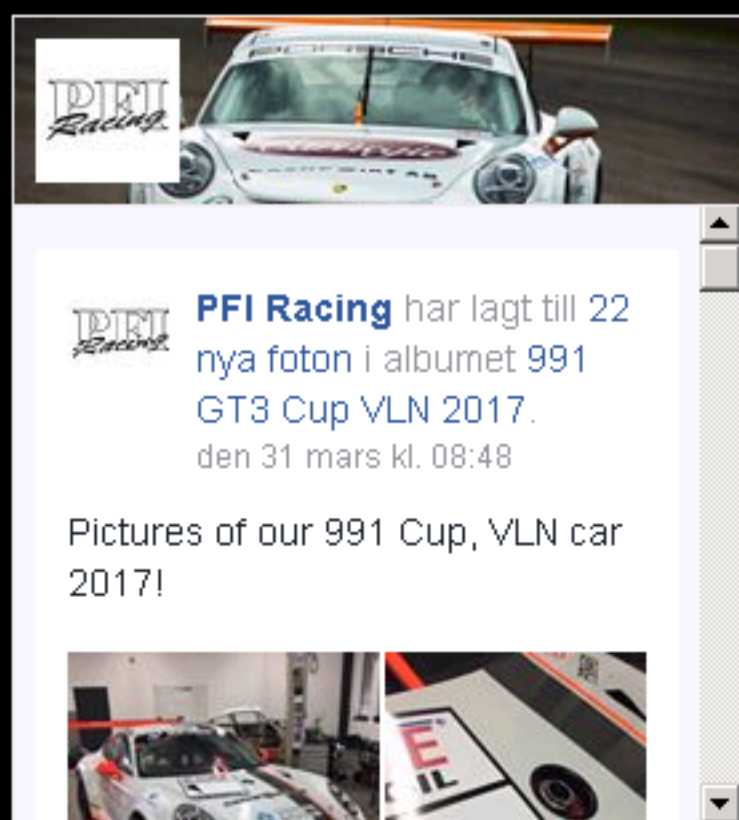 PORSCHE
PFI
Racing
PFI
Racing
PFI Racing har lagt till 22
nya foton i albumet 991
GT3 Cup VLN 2017.
den 31 mars kl. 08:48
Pictures of our 991 Cup, VLN car
2017!